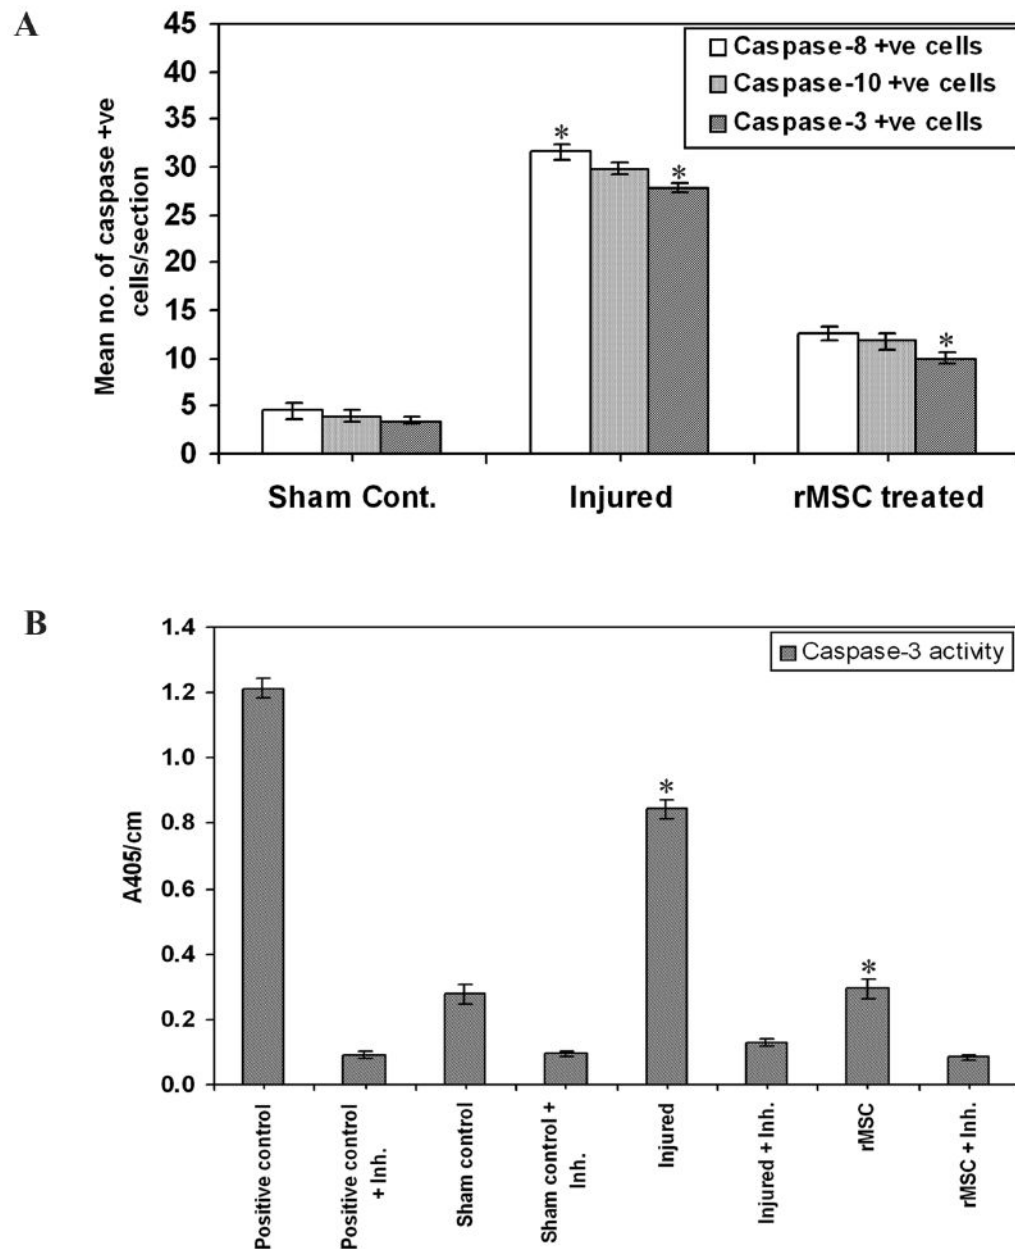 A
45
40
35
30
25
20
15
10
5
0
Mean no. of caspase +ve
cells/section
Caspase-8 +ve cells
Caspase-10 +ve cells
Caspase-3 +ve cells
*
*
*
Sham Cont.
Injured
rMSC treated
B
1.4
1.2
1.0
0.8
0.6
0.4
0.2
0.0
A405/cm
Caspase-3 activity
*
*
Positive control
Positive control
+ Inh.
Sham control
Sham control +
Inh.
Injured
Injured + Inh.
rMSC
rMSC + Inh.